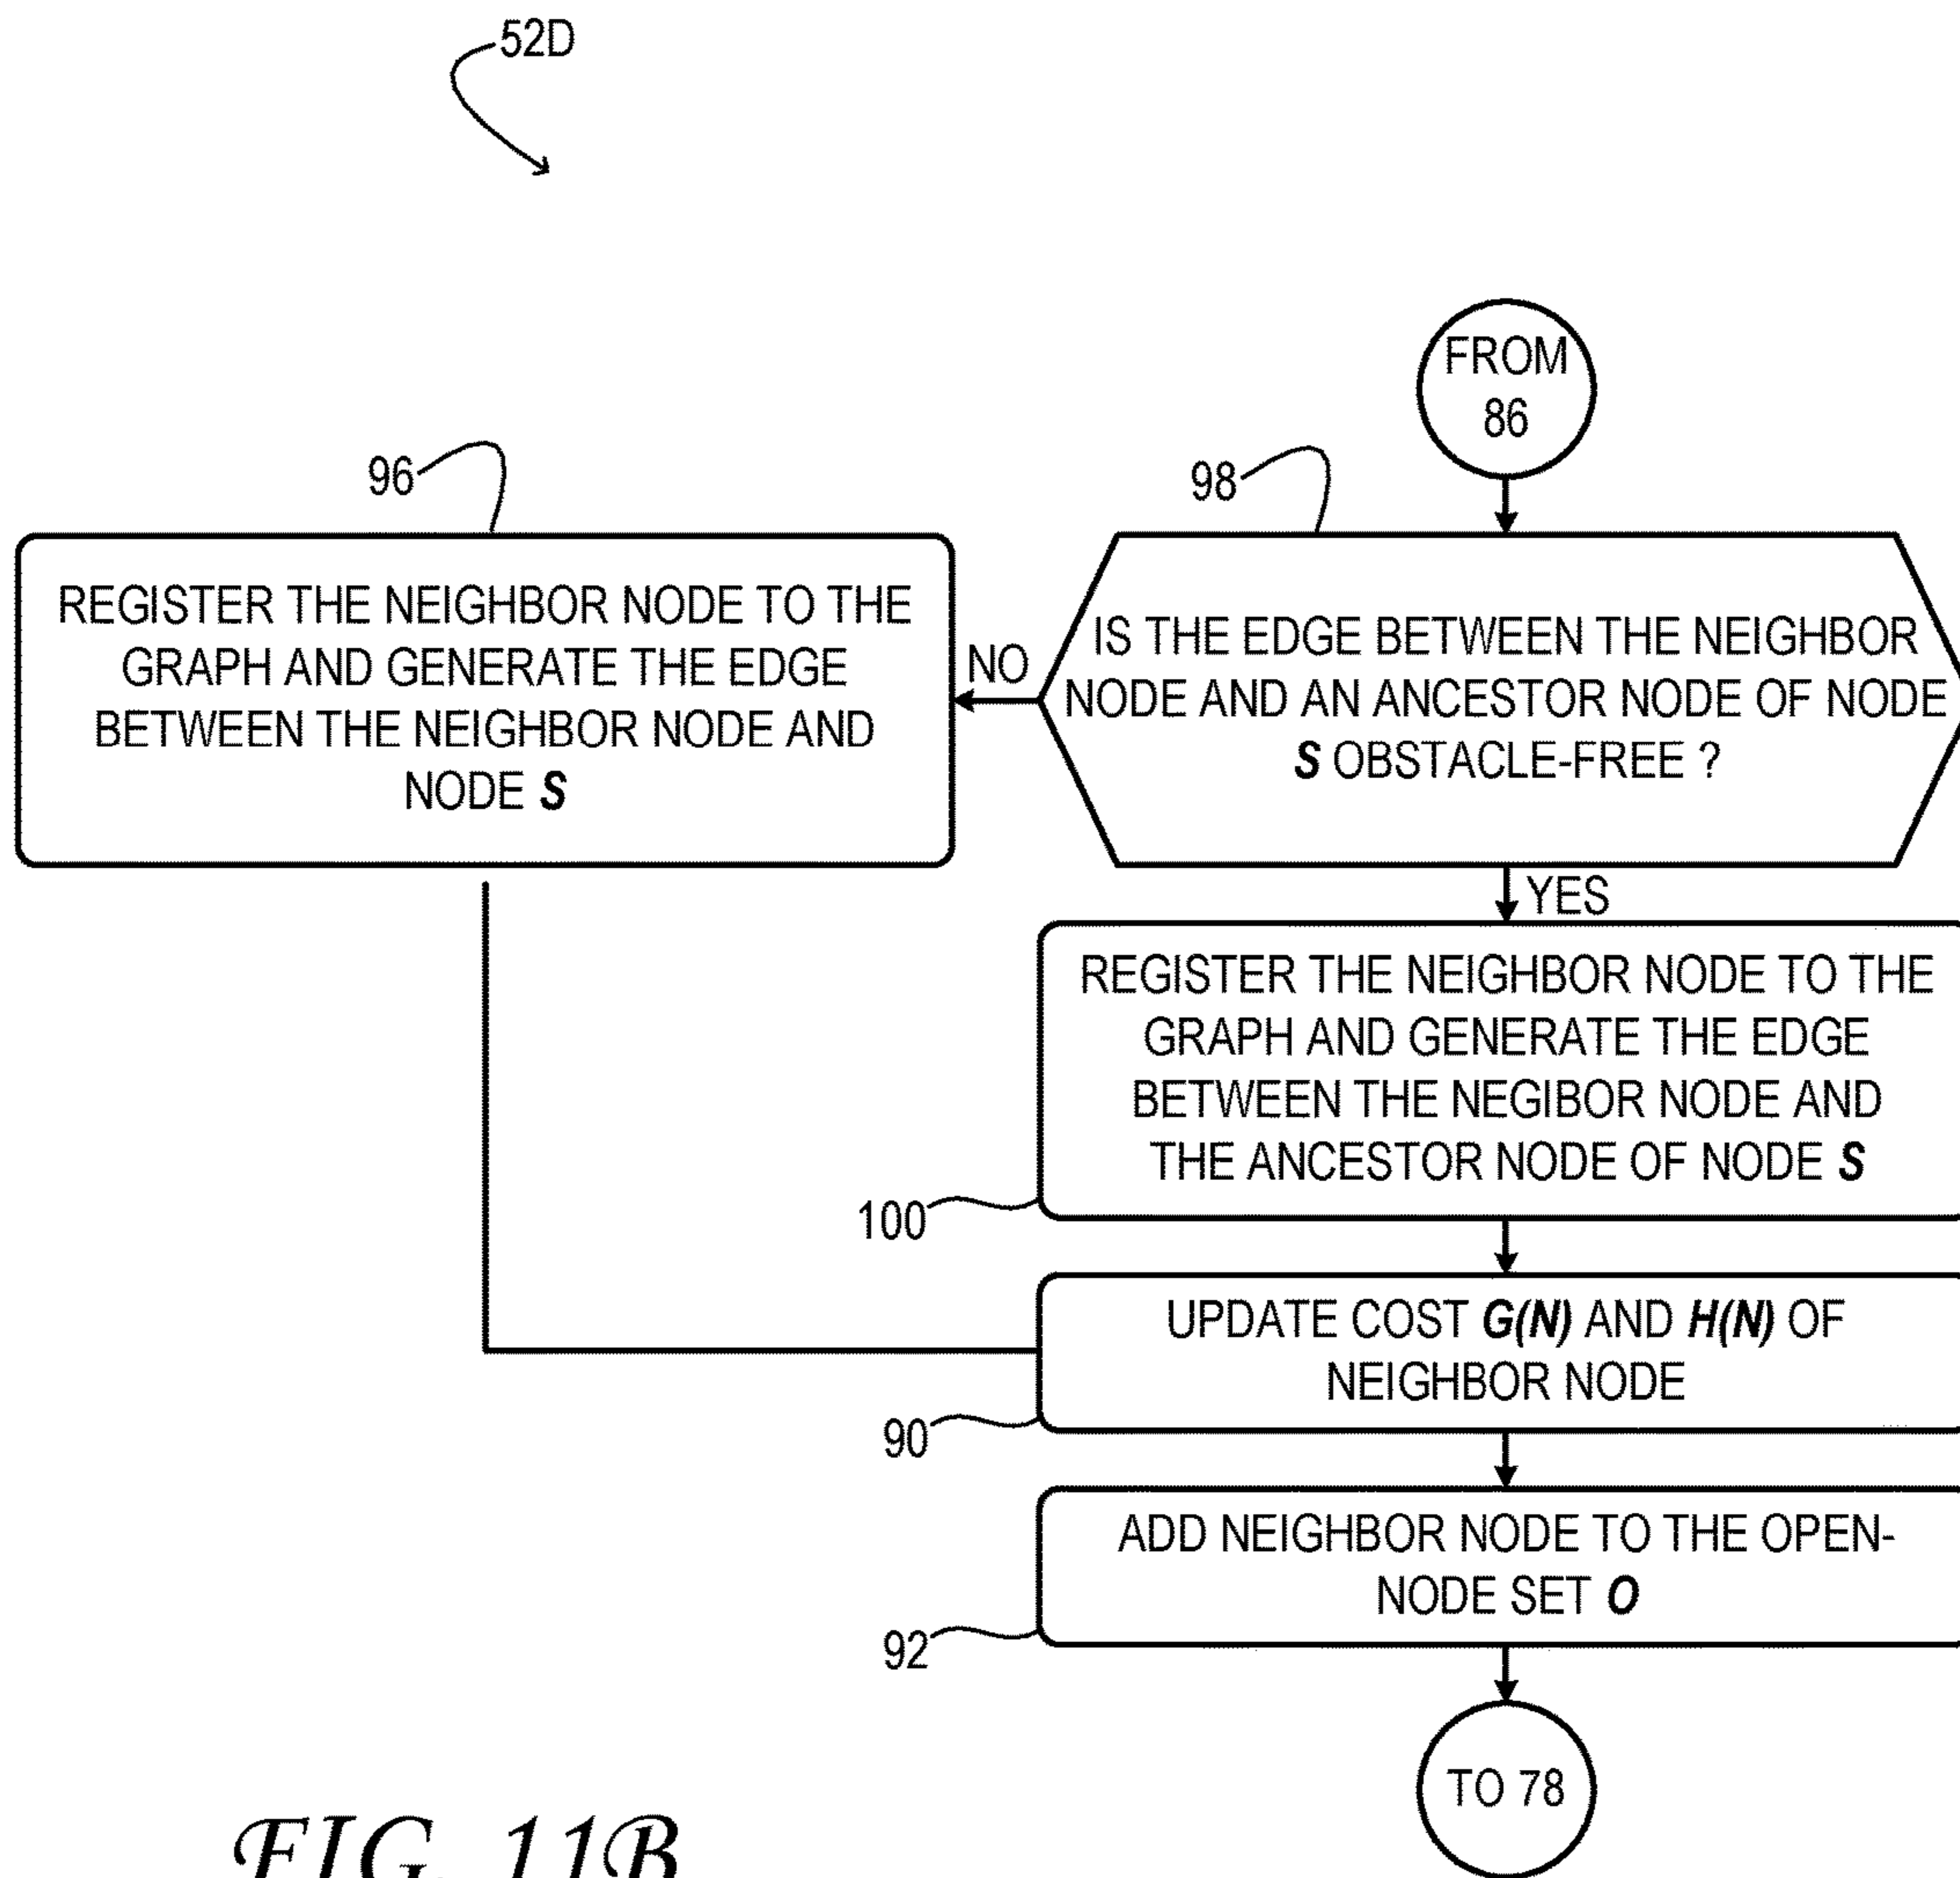 52D
FROM
86
96
98
REGISTER THE NEIGHBOR NODE TO THE
GRAPH AND GENERATE THE EDGE
BETWEEN THE NEIGHBOR NODE AND
NODE S
NO
IS THE EDGE BETWEEN THE NEIGHBOR
NODE AND AN ANCESTOR NODE OF NODE
S OBSTACLE-FREE ?
YES
REGISTER THE NEIGHBOR NODE TO THE
GRAPH AND GENERATE THE EDGE
BETWEEN THE NEGIBOR NODE AND
THE ANCESTOR NODE OF NODE S
100
UPDATE COST G(N) AND H(N) OF
NEIGHBOR NODE
90
ADD NEIGHBOR NODE TO THE OPEN-
NODE SET O
92
TO 78
FIG. 11B